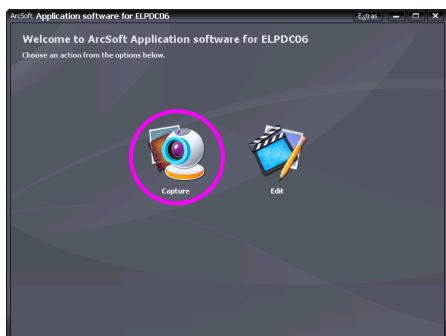 ArcSoft Application software for ELPDC06
Extras
Welcome to ArcSoft Application software for ELPDC06
Choose an action from the options below.
Capture
Edit